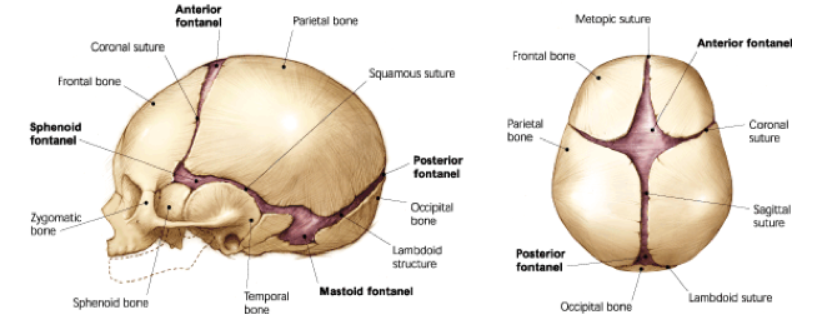 Anterior
fontanel
Parietal bone
Coronal suture
Frontal bone
Squamous suture
Sphenoid
fontanel
Posterior
fontanel
Zygomatic
bone
Occipital
bone
Lambdoid
structure
Sphenoid bone
Temporal
bone
Mastoid fontanel
Metopic suture
Anterior fontanel
Frontal bone
Parietal
bone
Coronal
suture
Sagittal
suture
Posterior
fontanel
Occipital bone
Lambdoid suture